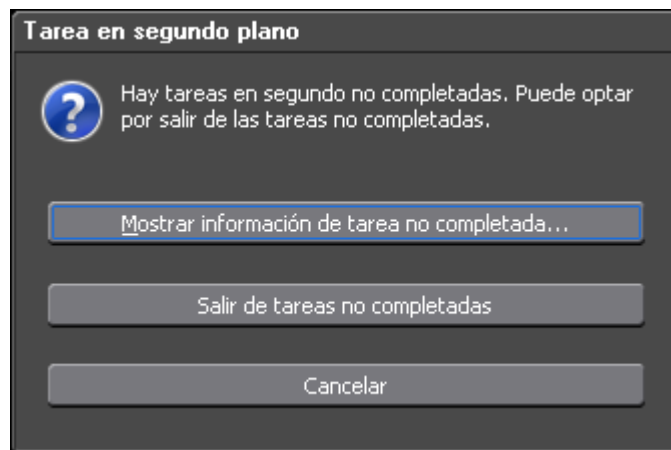 Tarea en segundo plano
Hay tareas en segundo no completadas. Puede optar
por salir de las tareas no completadas.
Mostrar información de tarea no completada...
Salir de tareas no completadas
Cancelar